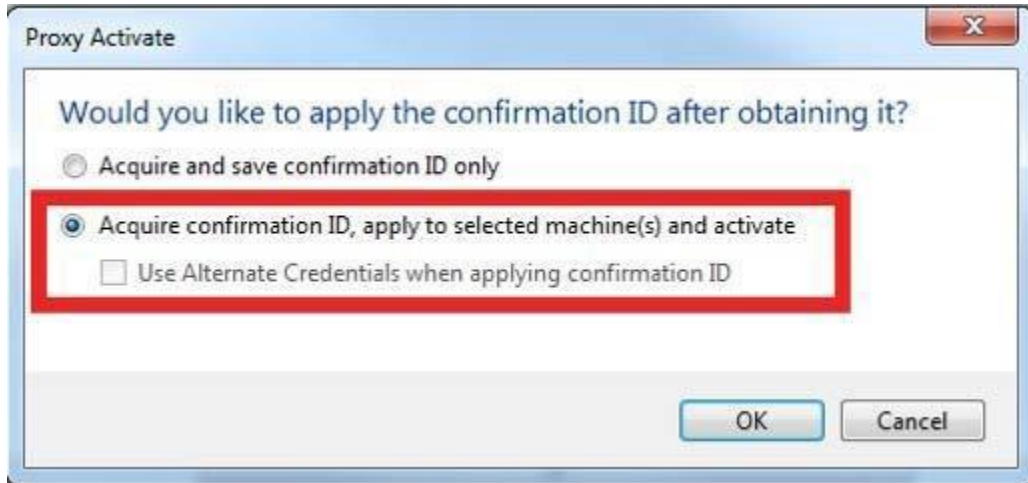 Proxy Activate
Would you like to apply the confirmation ID after obtaining it?
Acquire and save confirmation ID only
Acquire confirmation ID, apply to selected machine(s) and activate
Use Alternate Credentials when applying confirmation ID
OK Cancel